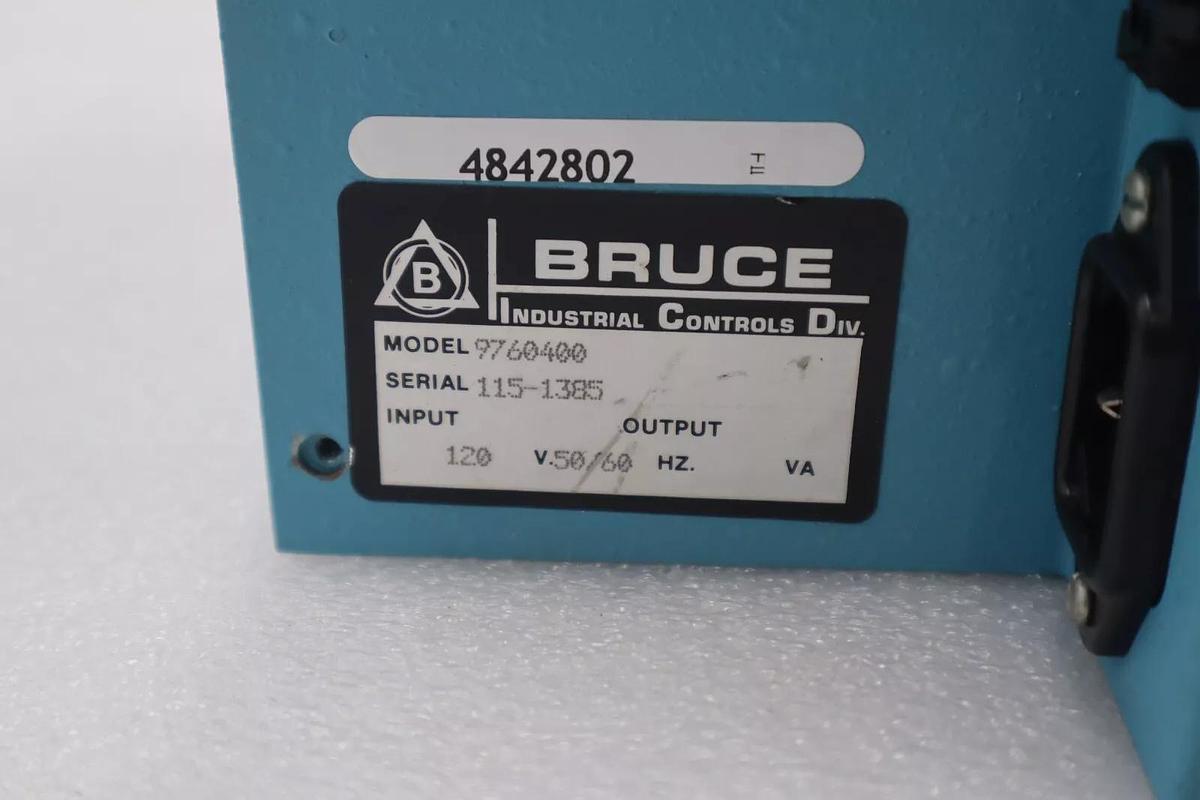 4842802
B
BRUCE
INDUSTRIAL CONTROLS DIV.
MODEL 9760400
SERIAL 115-1385
INPUT OUTPUT
120 V. 50/60 HZ. VA